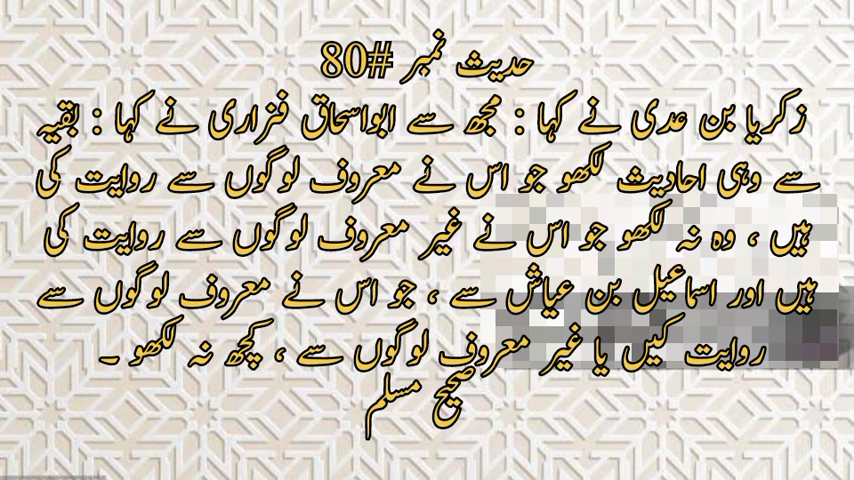 حدیث نمبر #80
زکریا بن عدی نے کہا : مجھ سے ابواسحاق فنراری نے کہا : بقیہ
سے وہی احادیث لکھو جو اس نے معروف لوگوں سے روایت کی
ہیں ، وہ نہ لکھو جو اس نے غیر معروف لوگوں سے روایت کی
ہیں اور اسماعیل بن عیاش سے ، جو اس نے معروف لوگوں سے
روایت کیں یا غیر معروف لوگوں سے ، کچھ نہ لکھو ۔
صحیح مسلم